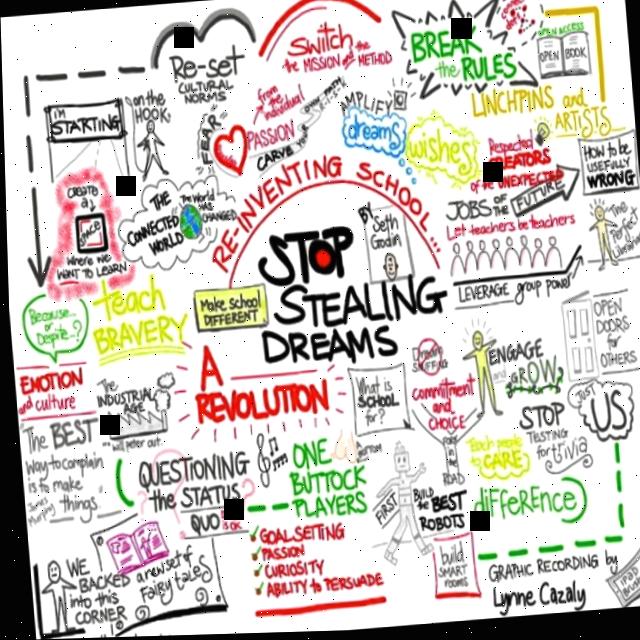 Re-set
CULTURAL
NORMS
Switch
the MISSION and the
METHOD
BREAK
the RULES
OPEN ACCESS
OPEN BOOK
I'm
STARTING
on the
HOOK
FEAR
from the
individual
PASSION
CARVE
AMPLIFY
dreams
wishes
LINCHPINS and
ARTISTS
Respected
CREATORS
of the UNEXPECTED
HOW to be
USEFULLY
WRONG
CREATE
a
SPACE
where we
WANT TO LEARN
THE
CONNECTED
WORLD
The World
HAS
CHANGED
RE-INVENTING SCHOOL...
BY
Seth
Godin
JOBS OF THE FUTURE
Let teachers be teachers
LEVERAGE group
STOP
STEALING
DREAMS
Make school
DIFFERENT
Because...
or
Despite..?
teach
BRAVERY
OPEN
DOORS
for
OTHERS
EMOTION
and culture
The
INDUSTRIAL
AGE
...will peter out
A
REVOLUTION
What is
SCHOOL
for?
commitment
and
CHOICE
ENGAGE
and
GROW
JUST
US
STOP
TESTING
for trivia
The BEST
way to complain
is to make
things
QUESTIONING
the STATUS
QUO
is OK
ONE
BUTTOCK
PLAYERS
FORK
in the
ROAD
Teach people
to CARE
FIRST
BUILD
the BEST
ROBOTS
difference
GOAL SETTING
PASSION
CURIOSITY
ABILITY to PERSUADE
build
SMART
ROOMS
WE
BACKED
into this
CORNER
a new set of
FAIRY TALES
GRAPHIC RECORDING by
Lynne Cazaly